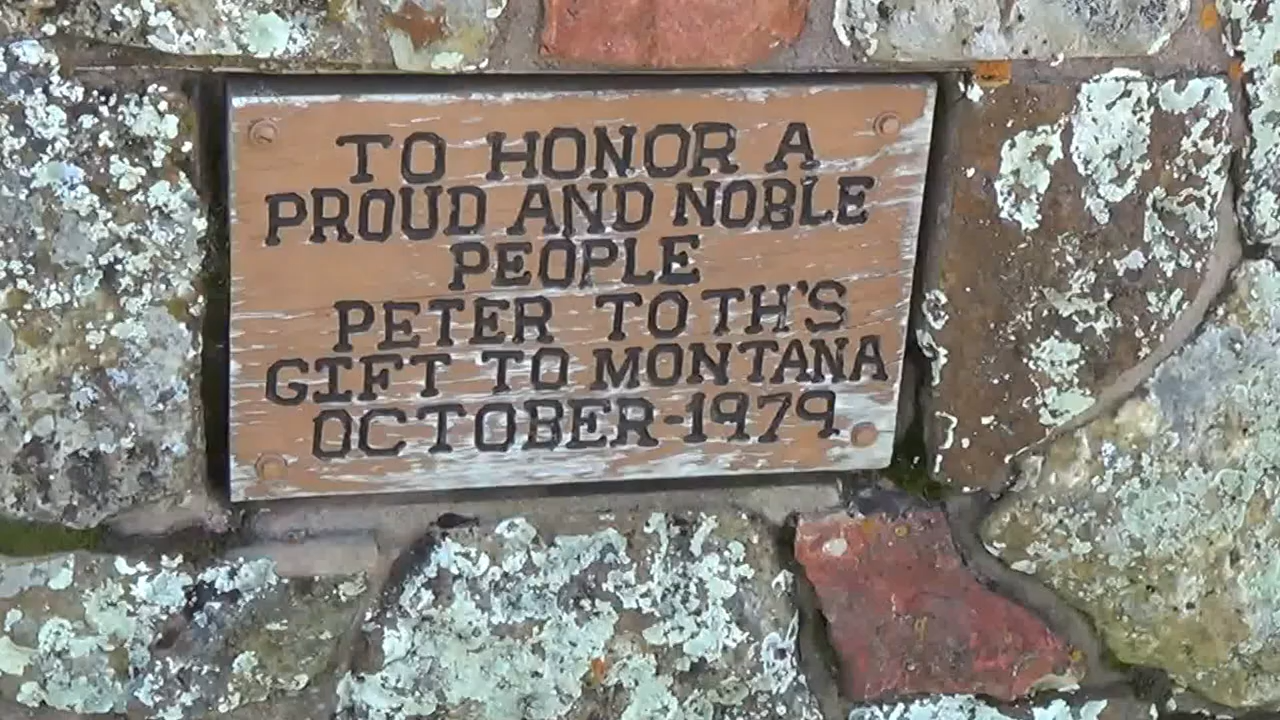 TO HONOR A
PROUD AND NOBLE
PEOPLE
PETER TOTH'S
GIFT TO MONTANA
OCTOBER-1979